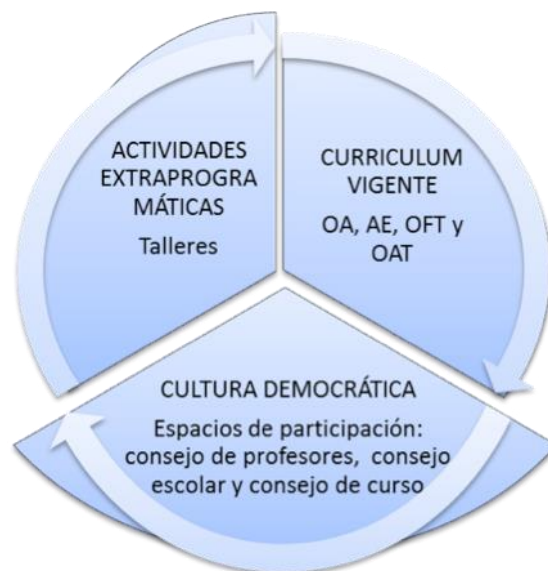 ACTIVIDADES
EXTRAPROGRA
MÁTICAS
Talleres
CURRICULUM
VIGENTE
OA, AE, OFT y
OAT
CULTURA DEMOCRÁTICA
Espacios de participación:
consejo de profesores, consejo
escolar y consejo de curso